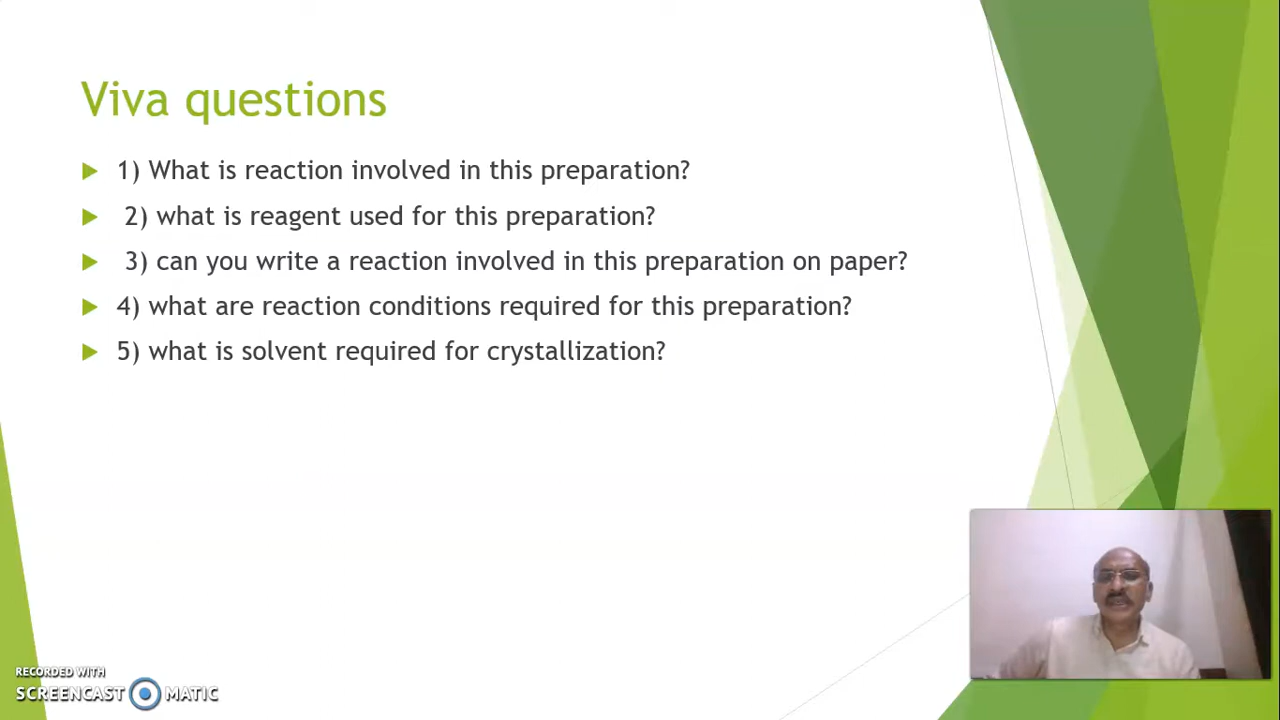 Viva questions
1) What is reaction involved in this preparation?
2) what is reagent used for this preparation?
3) can you write a reaction involved in this preparation on paper?
4) what are reaction conditions required for this preparation?
5) what is solvent required for crystallization?
RECORDED WITH
SCREENCAST MATIC